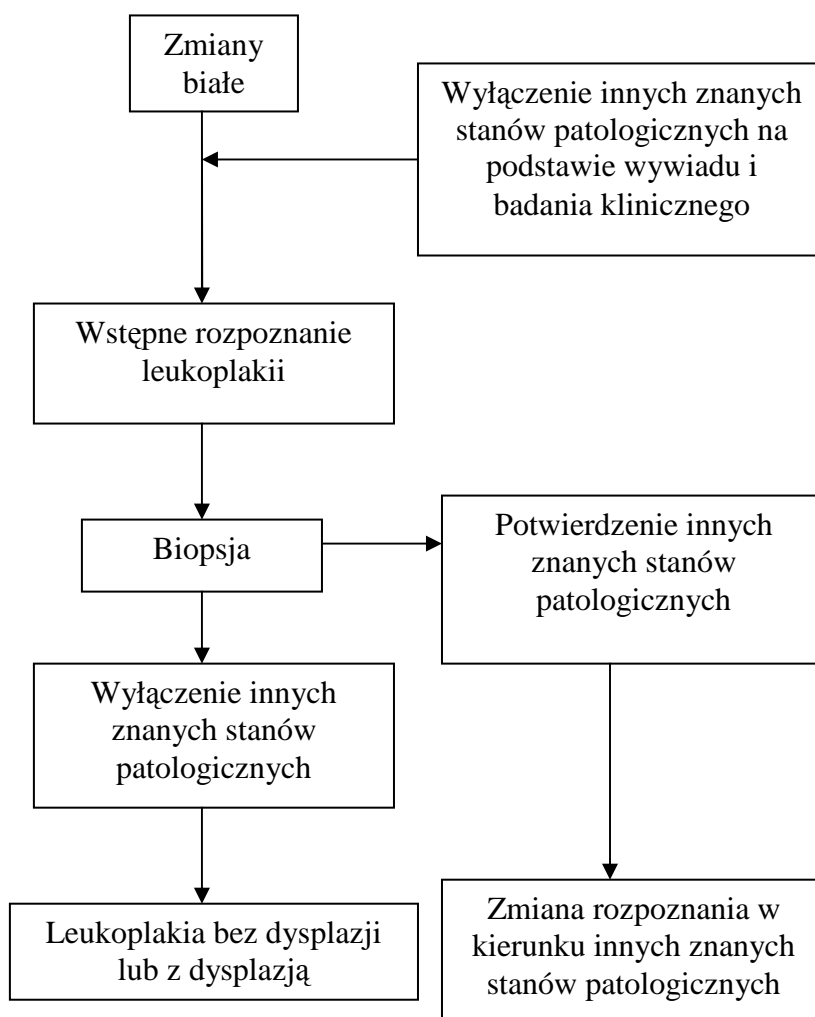 Zmiany
białe
Wyłączenie innych znanych
stanów patologicznych na
podstawie wywiadu i
badania klinicznego
Wstępne rozpoznanie
leukoplakii
Biopsja
Potwierdzenie innych
znanych stanów
patologicznych
Wyłączenie innych
znanych stanów
patologicznych
Leukoplakia bez dysplazji
lub z dysplazją
Zmiana rozpoznania w
kierunku innych znanych
stanów patologicznych